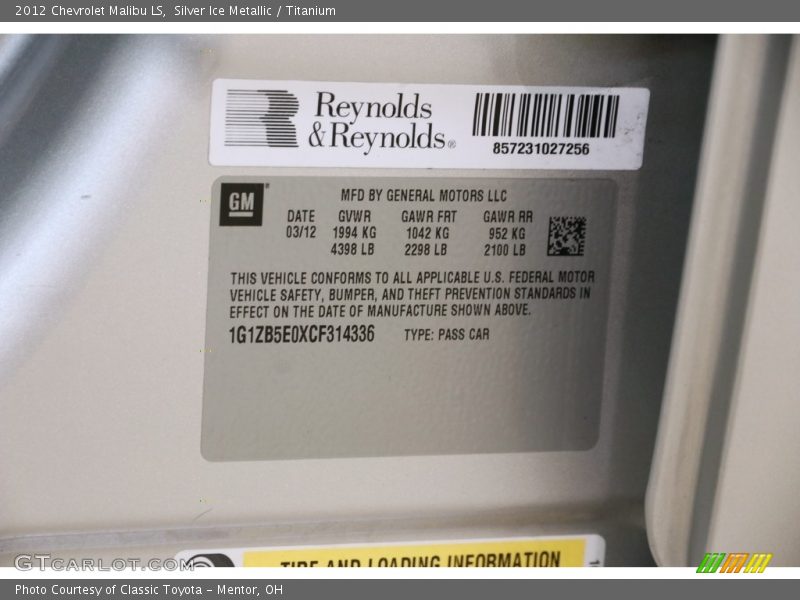 2012 Chevrolet Malibu LS, Silver Ice Metallic / Titanium
Reynolds
&Reynolds®
857231027256
GM
MFD BY GENERAL MOTORS LLC
DATE GVWR GAWR FRT GAWR RR
03/12 1994 KG 1042 KG 952 KG
4398 LB 2298 LB 2100 LB
THIS VEHICLE CONFORMS TO ALL APPLICABLE U.S. FEDERAL MOTOR
VEHICLE SAFETY, BUMPER, AND THEFT PREVENTION STANDARDS IN
EFFECT ON THE DATE OF MANUFACTURE SHOWN ABOVE.
1G1ZB5E0XCF314336 TYPE: PASS CAR
TIRE AND LOADING INFORMATION
GTCarLot.com
Photo Courtesy of Classic Toyota - Mentor, OH